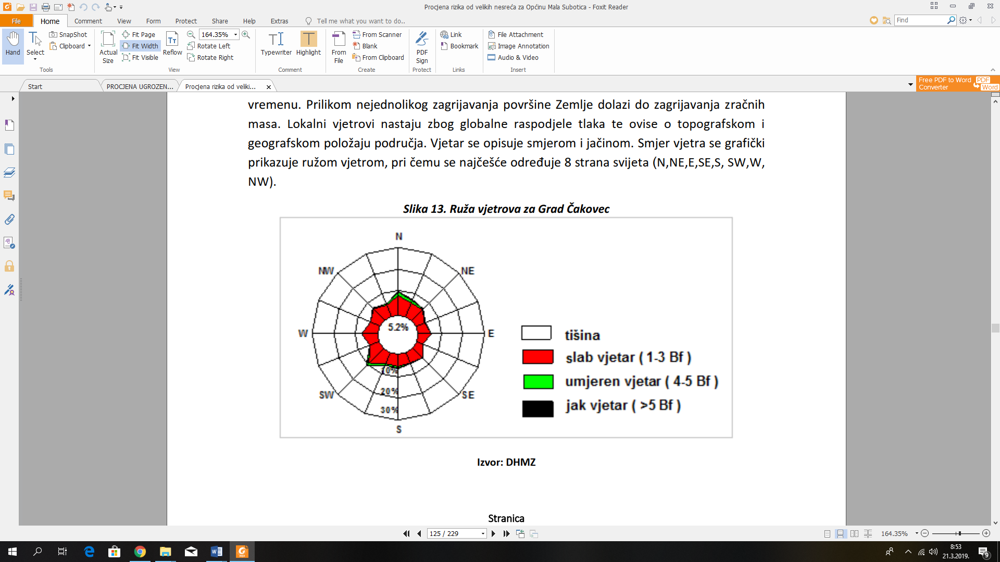 Procjena rizika od velikih nesreća za Općinu Mala Subotica - Foxit Reader
File Home Comment View Form Protect Share Help Extras Tell me what you want to do.. Find
Hand
Select
SnapShot
Clipboard
Tools
Actual Size
Fit Page
Fit Width
Fit Visible
Reflow
164.35%
Rotate Left
Rotate Right
View
Typewriter
Highlight
Comment
From File
From Scanner
Blank
From Clipboard
Create
PDF Sign
Protect
Link
Bookmark
Links
File Attachment
Image Annotation
Audio & Video
Insert
Start PROCJENA UGROZEN... Procjena rizika od veliki...
Free PDF to Word Converter
PDF
Word
vremenu. Prilikom nejednolikog zagrijavanja površine Zemlje dolazi do zagrijavanja zračnih
masa. Lokalni vjetrovi nastaju zbog globalne raspodjele tlaka te ovise o topografskom i
geografskom položaju područja. Vjetar se opisuje smjerom i jačinom. Smjer vjetra se grafički
prikazuje ružom vjetrom, pri čemu se najčešće određuje 8 strana svijeta (N,NE,E,SE,S, SW,W,
NW).
Slika 13. Ruža vjetrova za Grad Čakovec
N
NW NE
5.2%
W E
10%
20%
SW SE
30%
S
tišina
slab vjetar ( 1-3 Bf )
umjeren vjetar ( 4-5 Bf )
jak vjetar ( >5 Bf )
Izvor: DHMZ
Stranica
125 / 229
164.35%
8:53
21.3.2019.
9